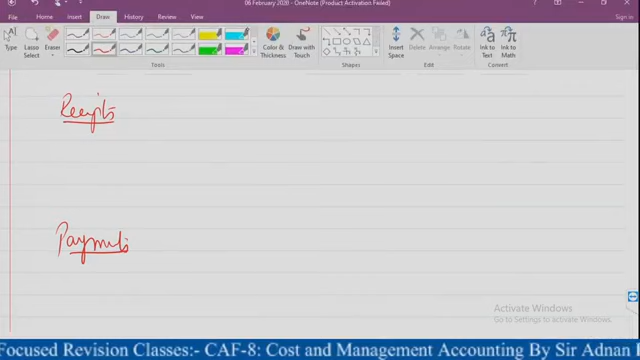 06 February 2020 - OneNote (Product Activation Failed)
Sign in
File Insert Draw History Review View
Type Lasso Select Eraser Color & Thickness Draw with Touch Insert Space Delete Arrange Rotate Ink to Text Ink to Math
Tools Shapes Edit Convert
Receipts
Payments
Activate Windows
Go to Settings to activate Windows.
Focused Revision Classes:- CAF-8: Cost and Management Accounting By Sir Adnan